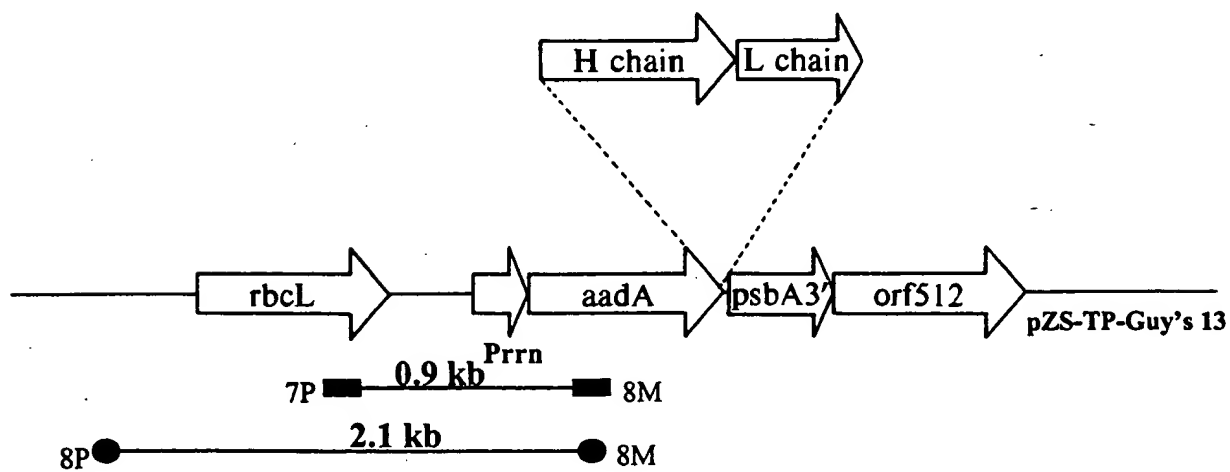 H chain L chain
rbcL aadA psbA3' orf512
Prrn pZS-TP-Guy's 13
7P 0.9 kb 8M
8P 2.1 kb 8M